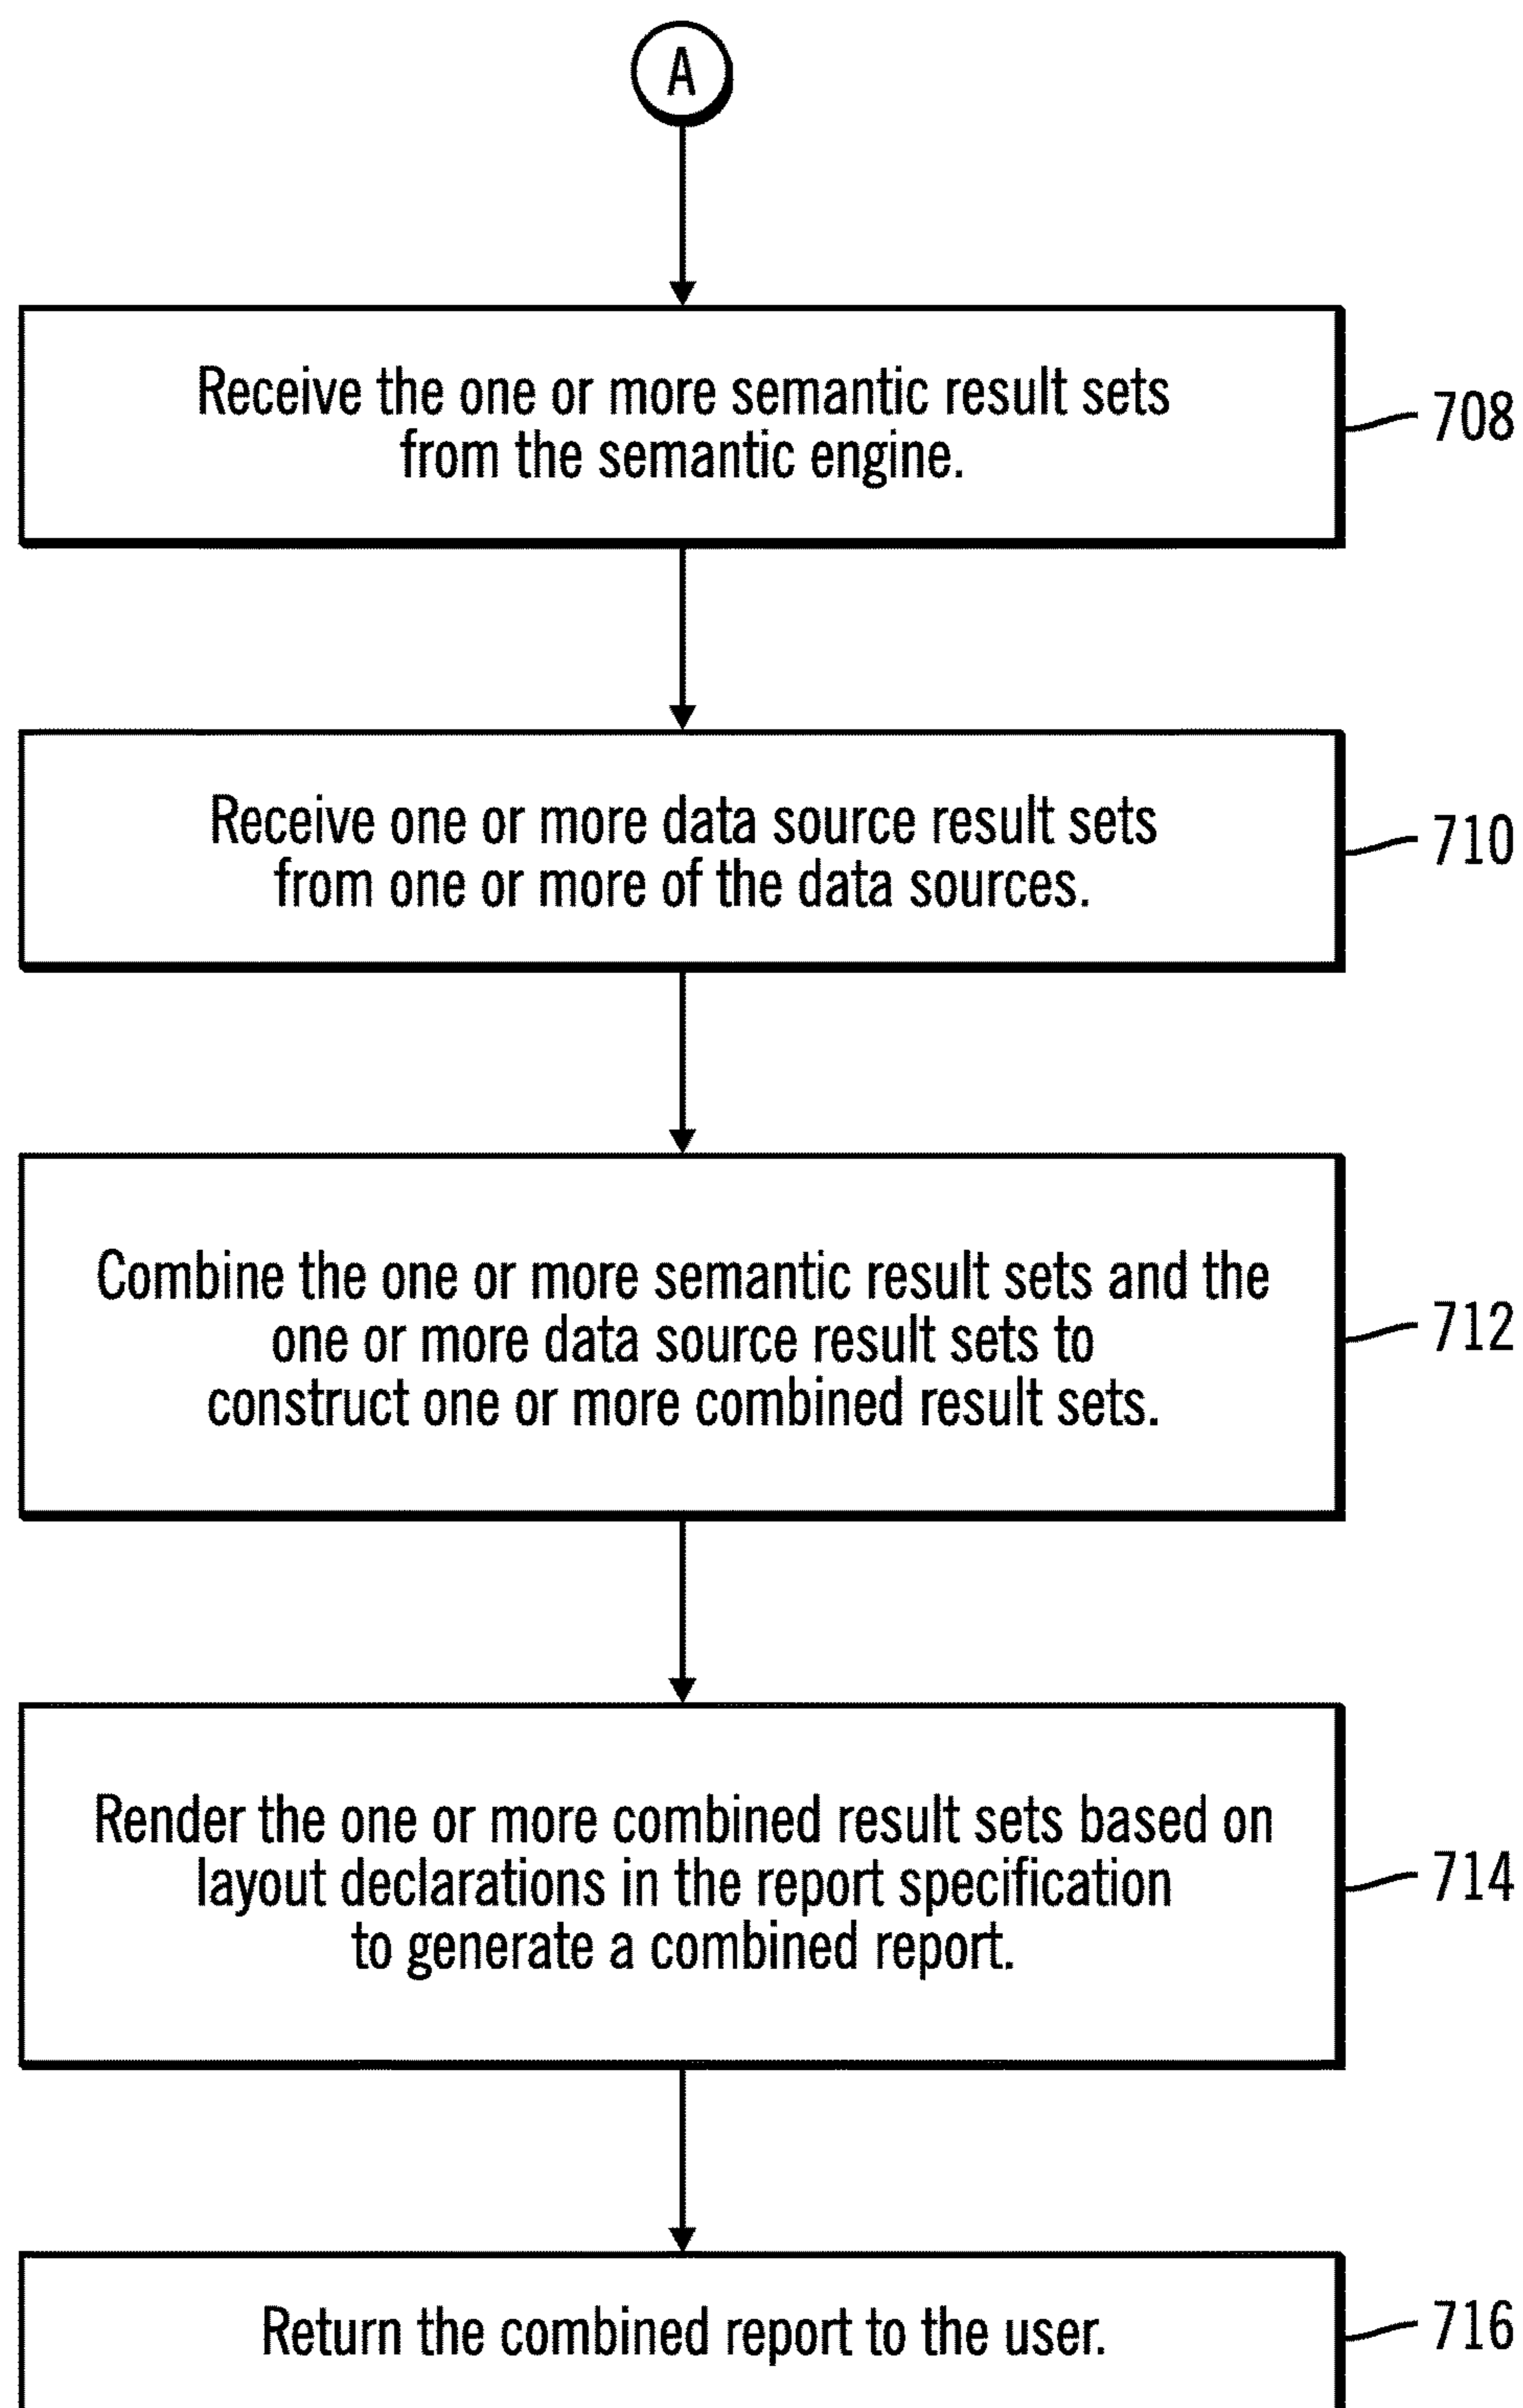 A
Receive the one or more semantic result sets
from the semantic engine.
708
Receive one or more data source result sets
from one or more of the data sources.
710
Combine the one or more semantic result sets and the
one or more data source result sets to
construct one or more combined result sets.
712
Render the one or more combined result sets based on
layout declarations in the report specification
to generate a combined report.
714
Return the combined report to the user.
716